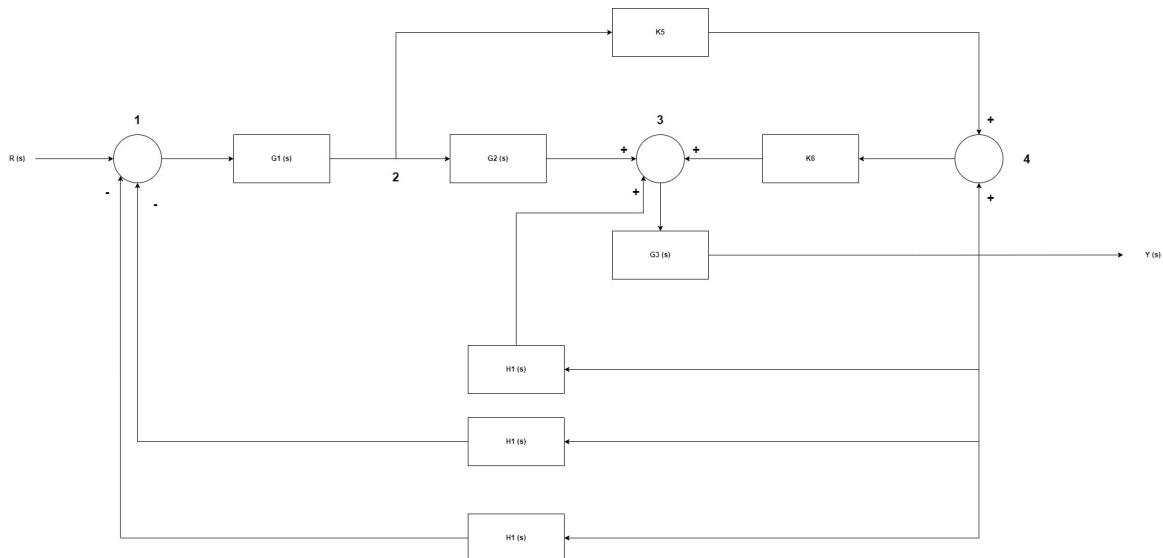 K5
+
1
3
R (s)
G1 (s)
G2 (s)
+
+
K6
4
2
-
-
+
+
G3 (s)
Y (s)
H1 (s)
H1 (s)
H1 (s)